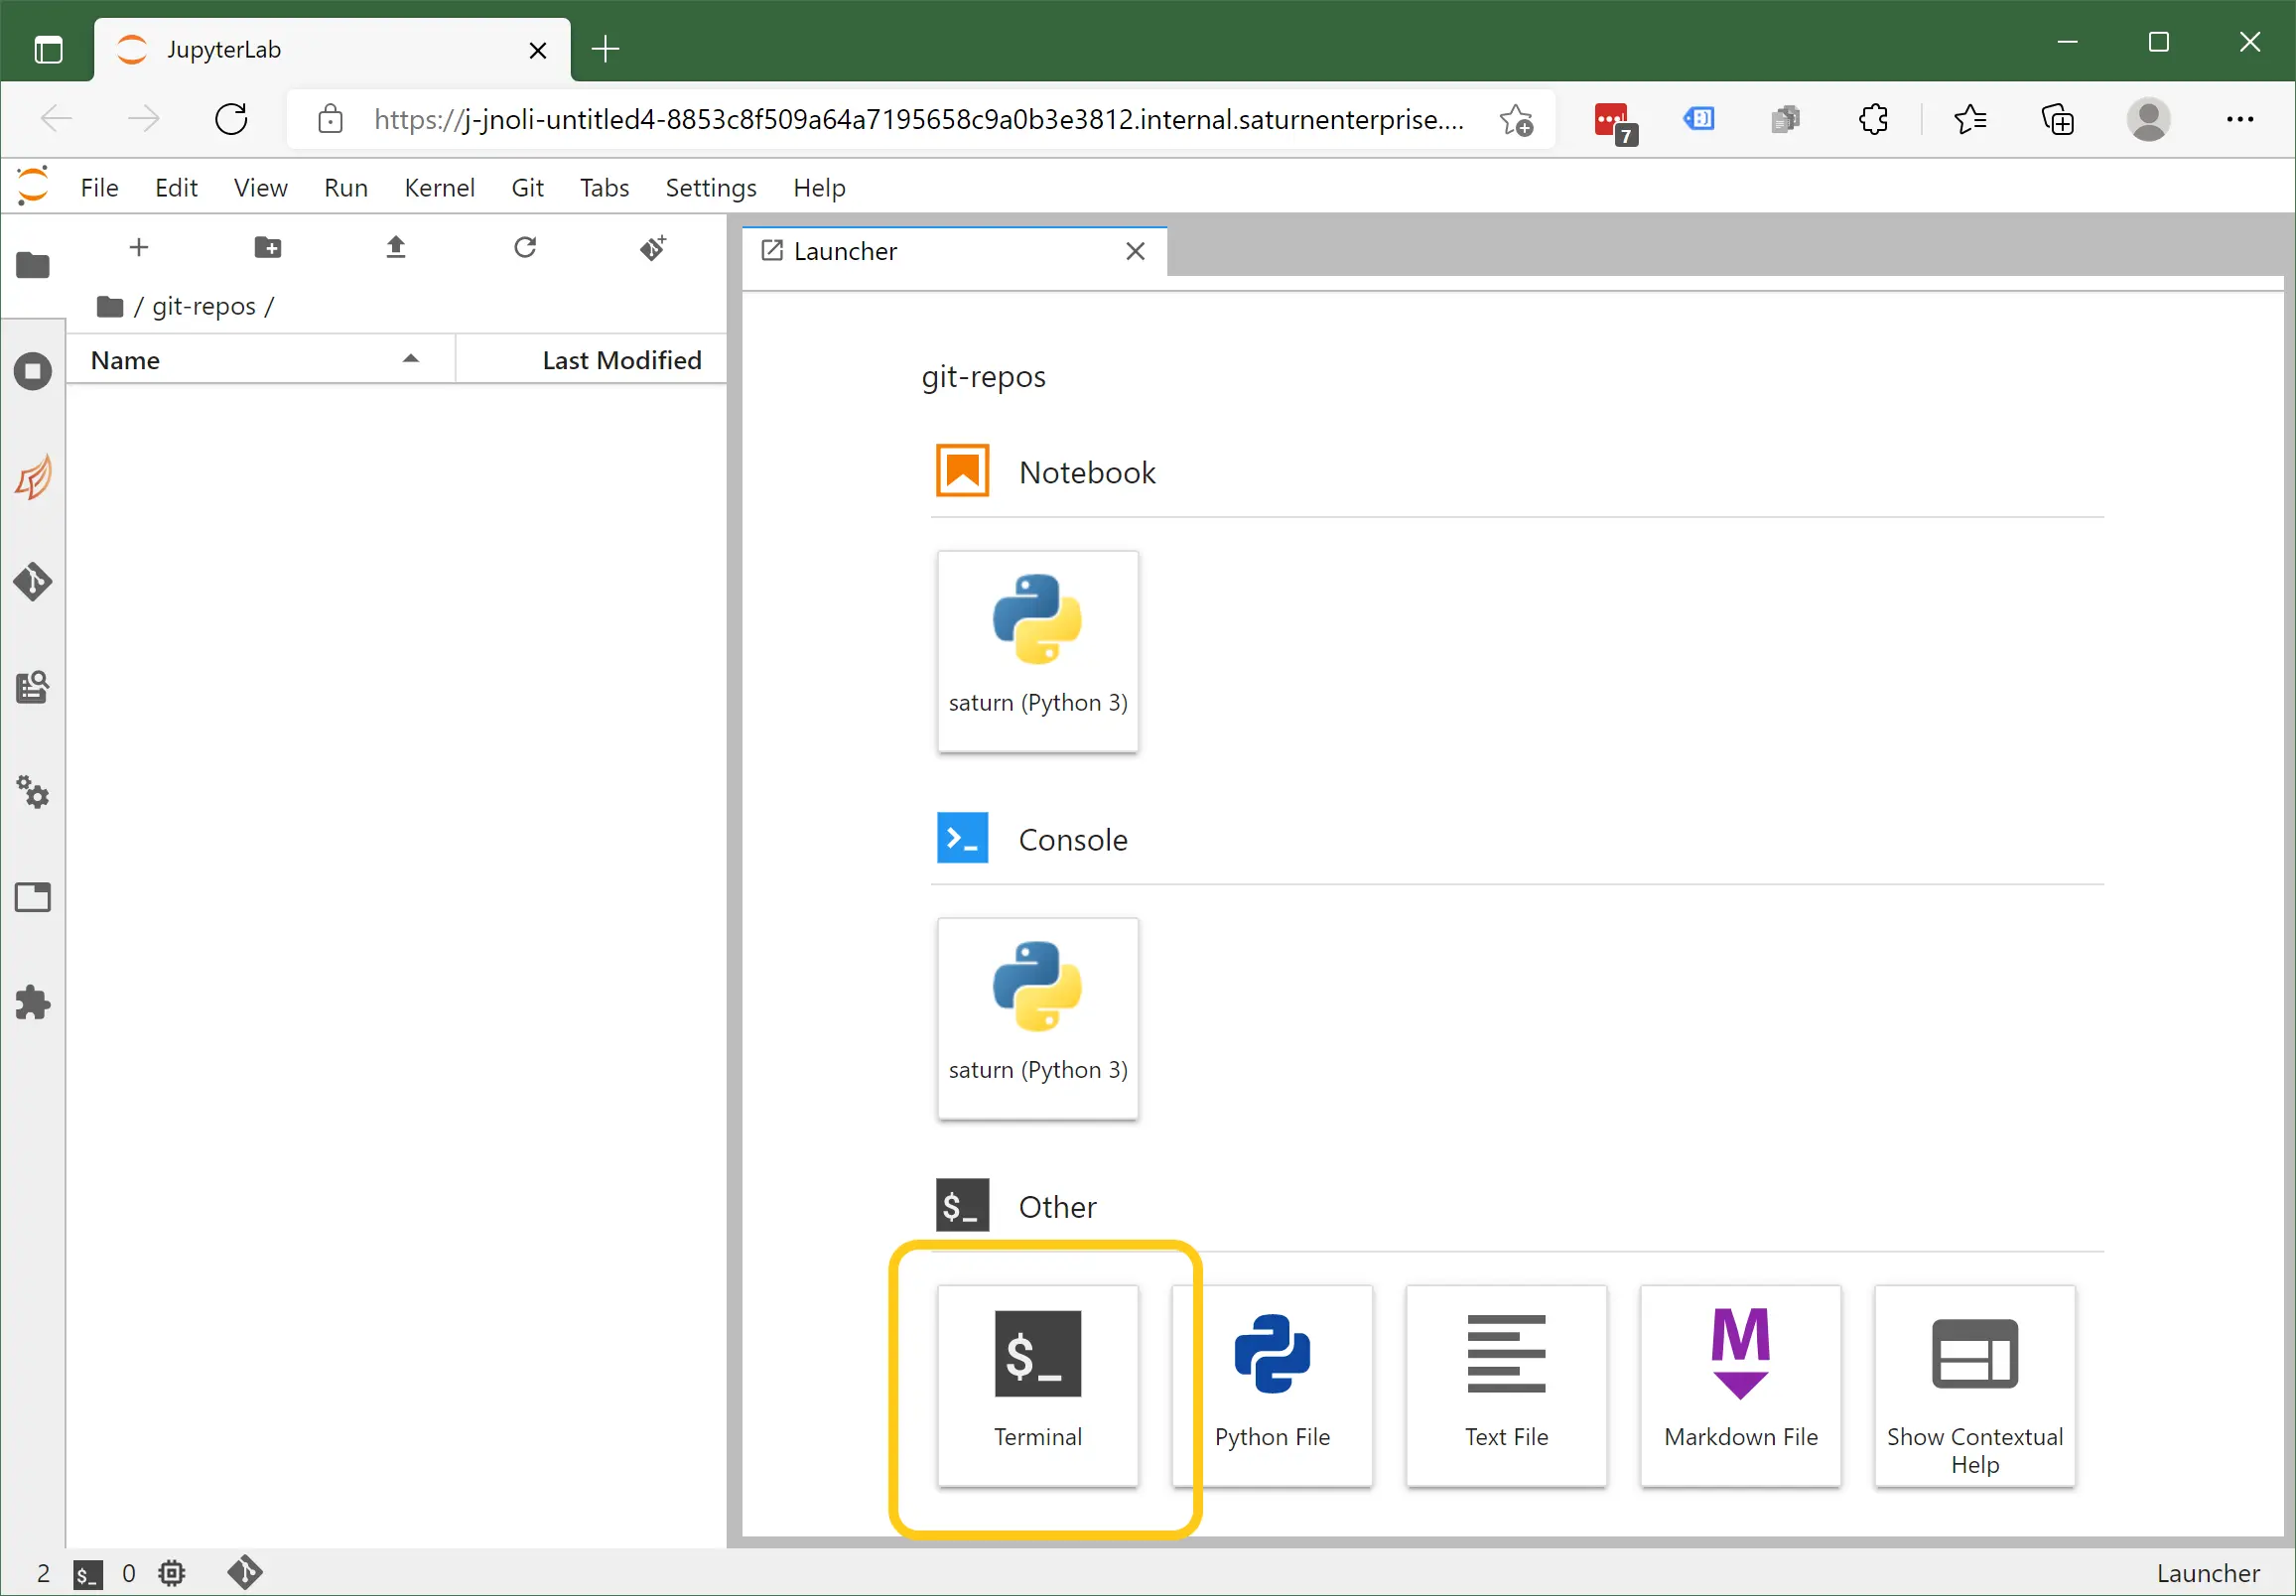 JupyterLab
https://j-jnoli-untitled4-8853c8f509a64a7195658c9a0b3e3812.internal.saturnenterprise....
7
File Edit View Run Kernel Git Tabs Settings Help
Launcher
/ git-repos /
Name Last Modified
git-repos
Notebook
saturn (Python 3)
Console
saturn (Python 3)
$_ Other
$_
Terminal
Python File
Text File
M
Markdown File
Show Contextual
Help
2 $_ 0 Launcher